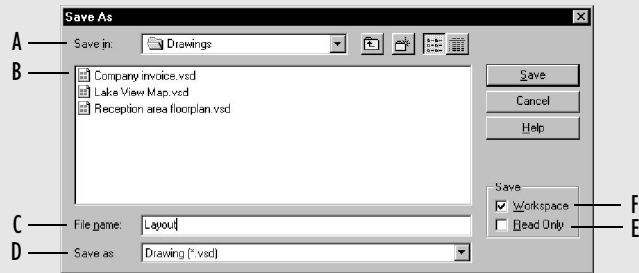 Save As
A
Save in:
Drawings
B
Company invoice.vsd
Lake View Map.vsd
Reception area floorplan.vsd
Save
Cancel
Help
Save
Workspace
F
Read Only
E
C
File name:
Layout
D
Save as
Drawing (*.vsd)